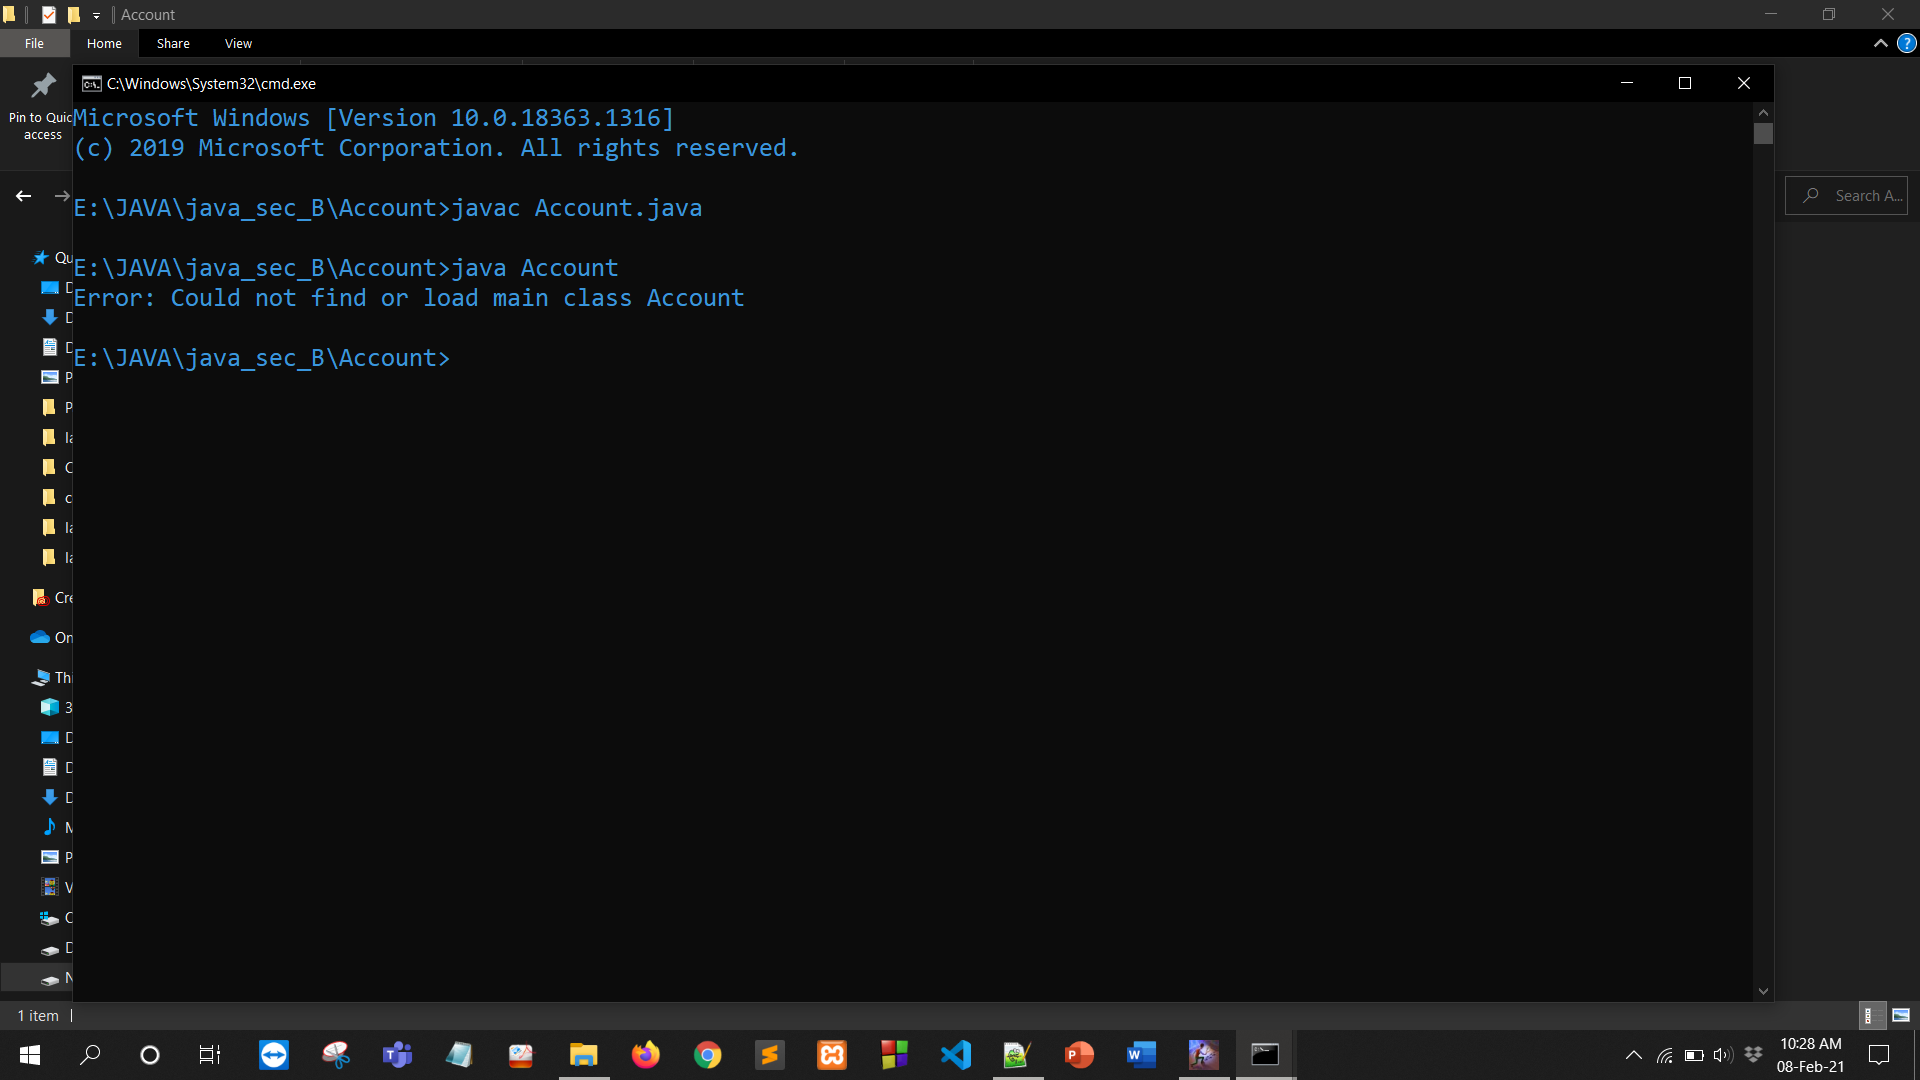 Account
File Home Share View
Pin to Quic
access
C:\Windows\System32\cmd.exe
Microsoft Windows [Version 10.0.18363.1316]
(c) 2019 Microsoft Corporation. All rights reserved.
E:\JAVA\java_sec_B\Account>javac Account.java
E:\JAVA\java_sec_B\Account>java Account
Error: Could not find or load main class Account
E:\JAVA\java_sec_B\Account>
Search A...
Qu
D
D
D
P
P
la
C
c
la
la
Cre
On
Thi
3
D
D
D
M
P
V
C
D
N
1 item
10:28 AM
08-Feb-21